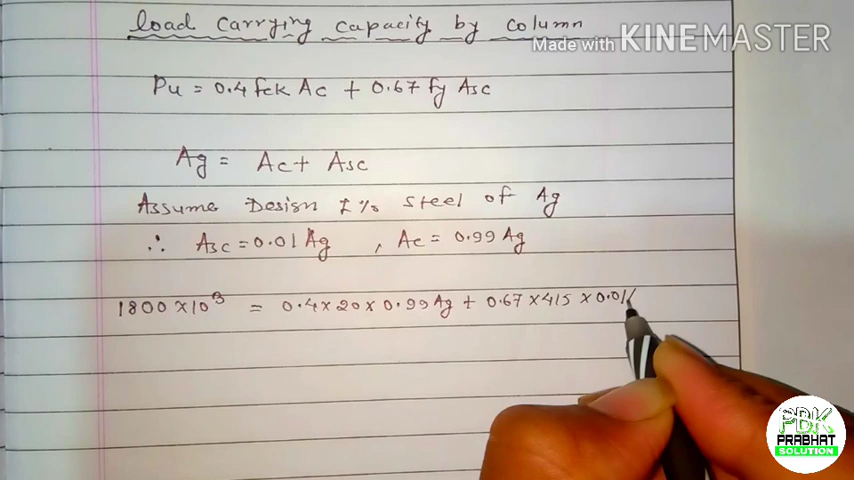 Load Carrying capacity by column
Made with KINEMASTER
Pu = 0.4 fck Ac + 0.67 fy Asc
Ag = Ac + Asc
Assume Design 1% steel of Ag
∴ Asc = 0.01 Ag , Ac = 0.99 Ag
1800 × 10³ = 0.4 × 20 × 0.99 Ag + 0.67 × 415 × 0.01
PBK
PRABHAT
SOLUTION